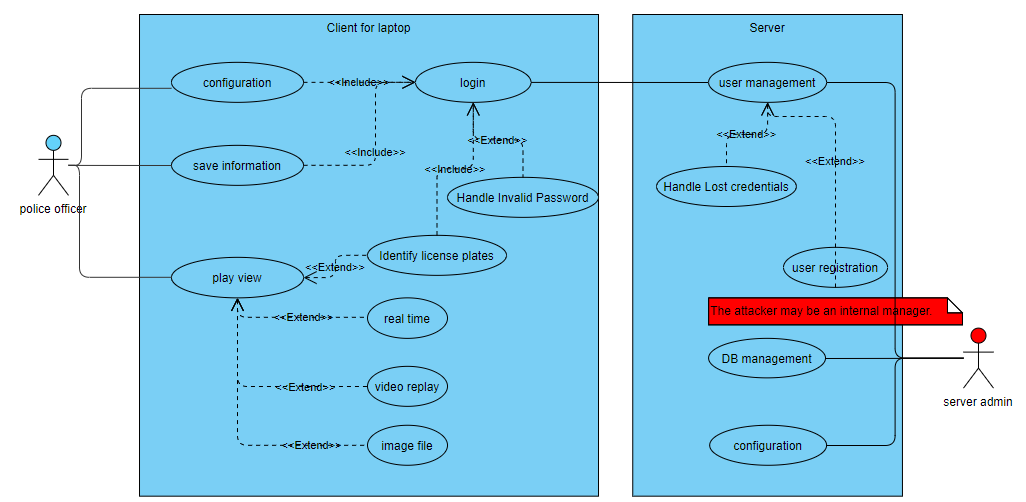 Client for laptop
Server
configuration
<<Include>>
login
user management
<<Extend>>
<<Extend>>
save information
<<Include>>
<<Include>>
<<Extend>>
Handle Invalid Password
Handle Lost credentials
police officer
Identify license plates
<<Extend>>
play view
user registration
<<Extend>>
real time
The attacker may be an internal manager.
DB management
<<Extend>>
video replay
server admin
<<Extend>>
image file
configuration